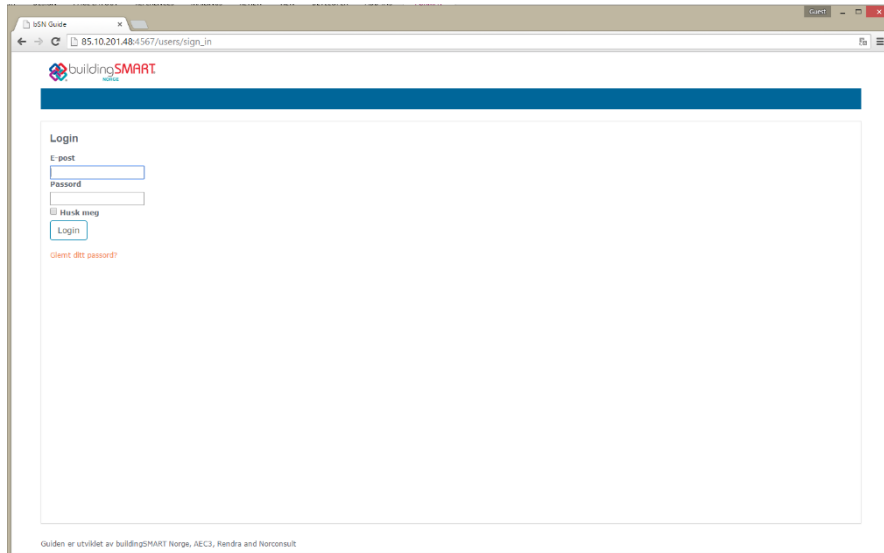 Guest
bSN Guide
85.10.201.48:4567/users/sign_in
buildingSMART
NORGE
Login
E-post
Passord
Husk meg
Login
Glemt ditt passord?
Guiden er utviklet av buildingSMART Norge, AEC3, Rendra and Norconsult